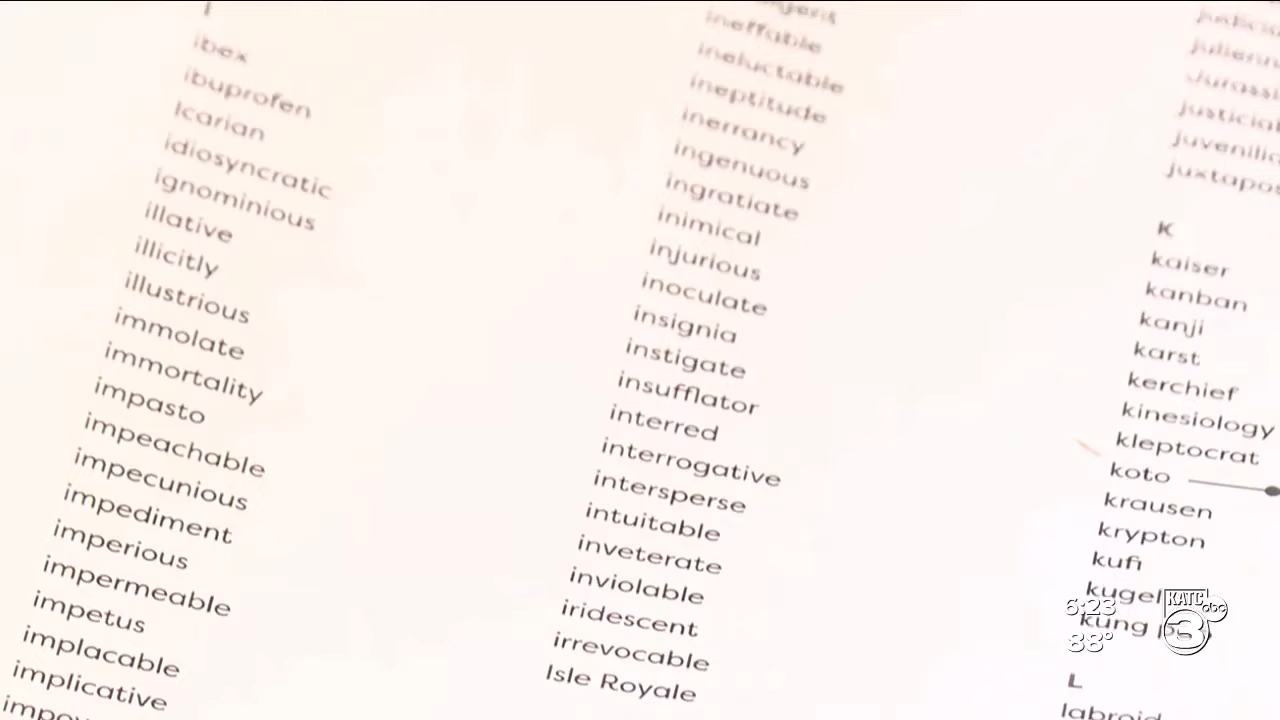 I
ibex
ibuprofen
Icarian
idiosyncratic
ignominious
illative
illicitly
illustrious
immolate
immortality
impasto
impeachable
impecunious
impediment
imperious
impermeable
impetus
implacable
implicative
ineffable
ineluctable
ineptitude
inerrancy
ingenuous
ingratiate
inimical
injurious
inoculate
insignia
instigate
insufflator
interred
interrogative
intersperse
intuitable
inveterate
inviolable
iridescent
irrevocable
Isle Royale
K
kaiser
kanban
kanji
karst
kerchief
kinesiology
kleptocrat
koto
krausen
krypton
kufi
kugel
kung
L
labroid
6:23
88°
KATC abc
3